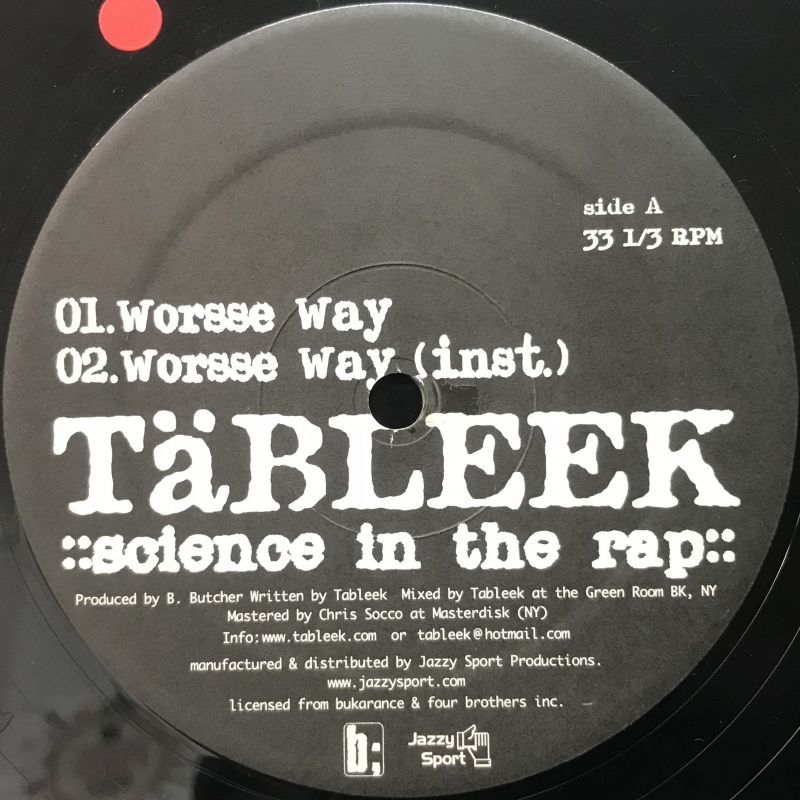 side A
33 1/3 RPM
01.Worsse Way
02.Worsse Way (inst.)
TäBLEEK
::science in the rap::
Produced by B. Butcher Written by Tableek Mixed by Tableek at the Green Room BK, NY
Mastered by Chris Socco at Masterdisk (NY)
Info:www.tableek.com or tableek@hotmail.com
manufactured & distributed by Jazzy Sport Productions.
www.jazzysport.com
licensed from bukarance & four brothers inc.
b;
Jazzy
Sport